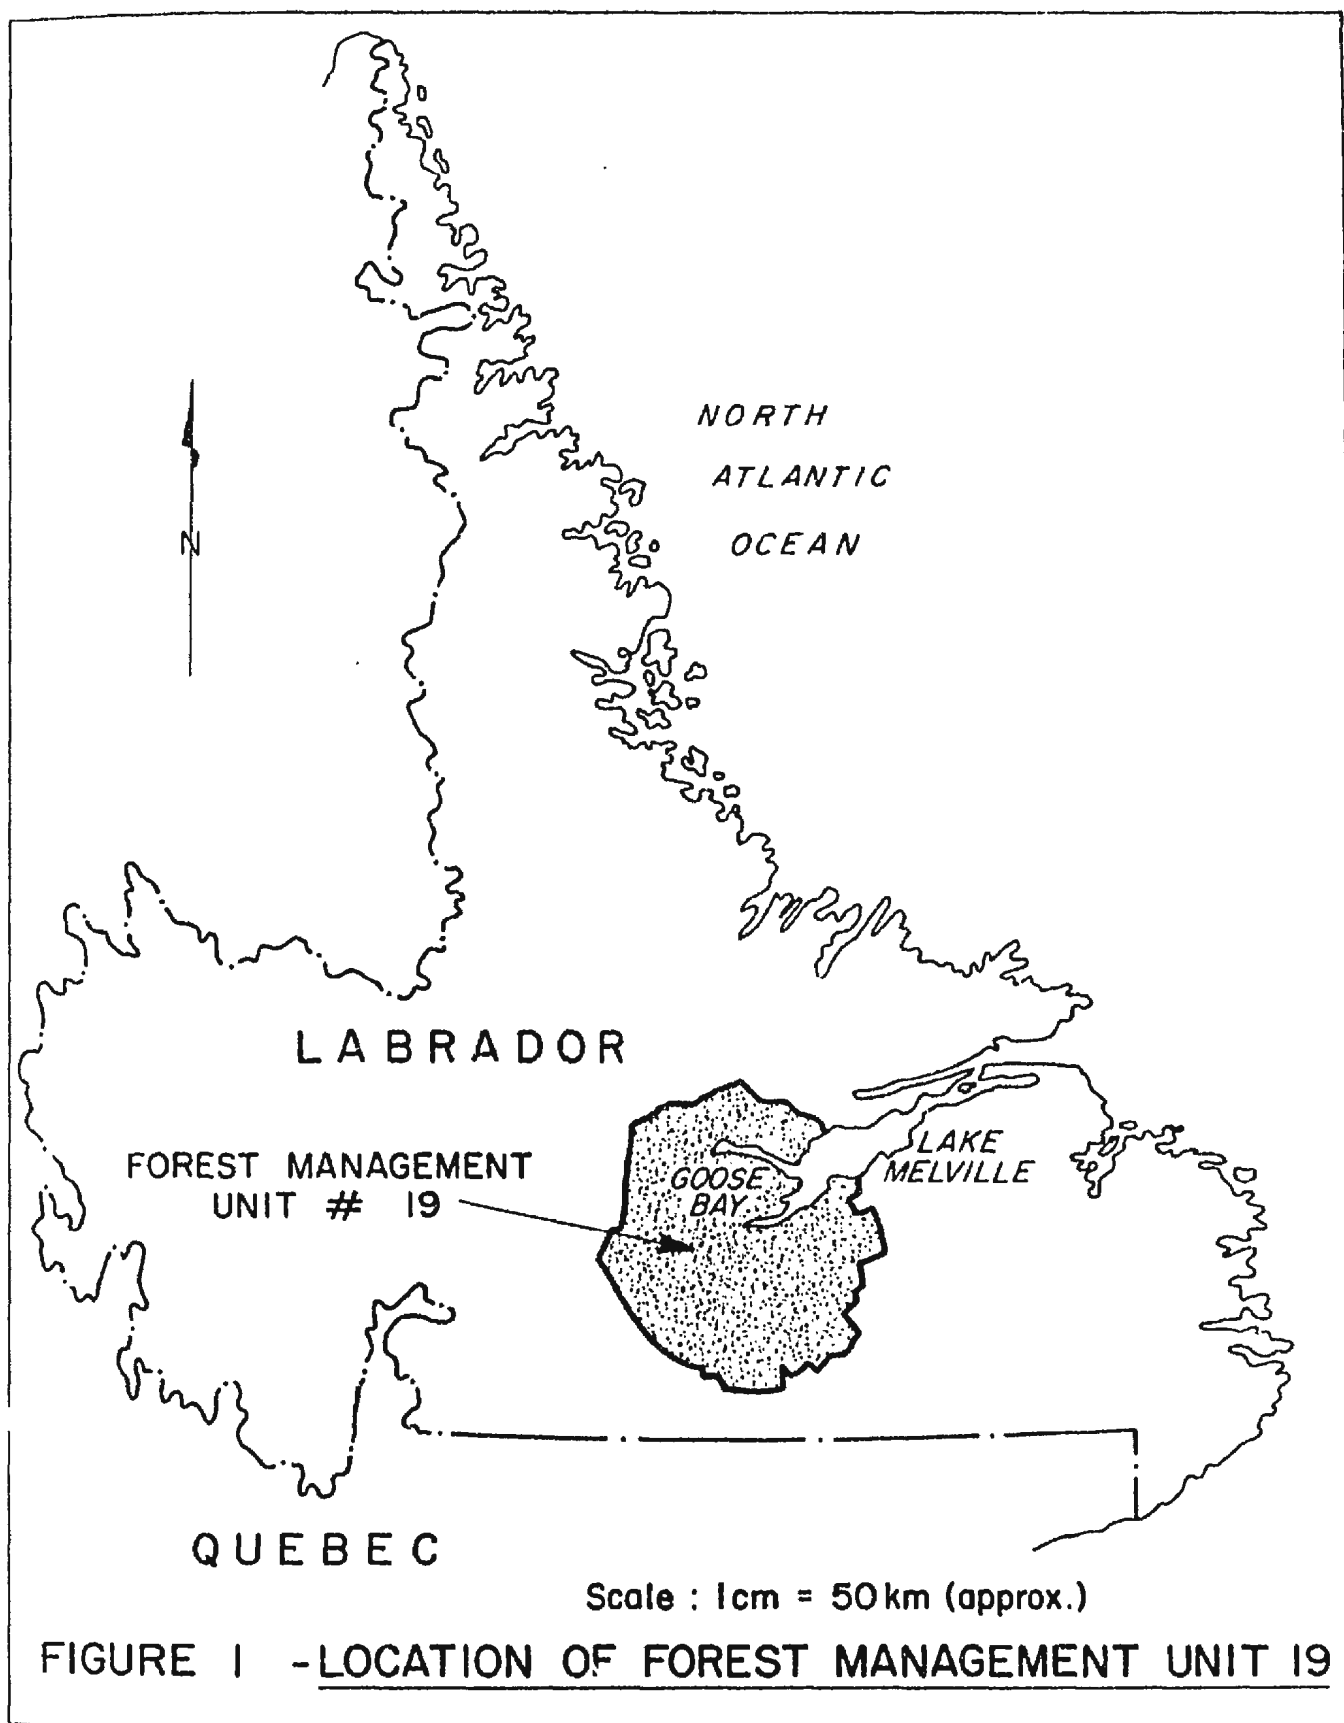 NORTH
ATLANTIC
OCEAN
N
LABRADOR
FOREST MANAGEMENT
UNIT # 19
GOOSE
BAY
LAKE
MELVILLE
QUEBEC
Scale : 1cm = 50km (approx.)
FIGURE 1 - LOCATION OF FOREST MANAGEMENT UNIT 19